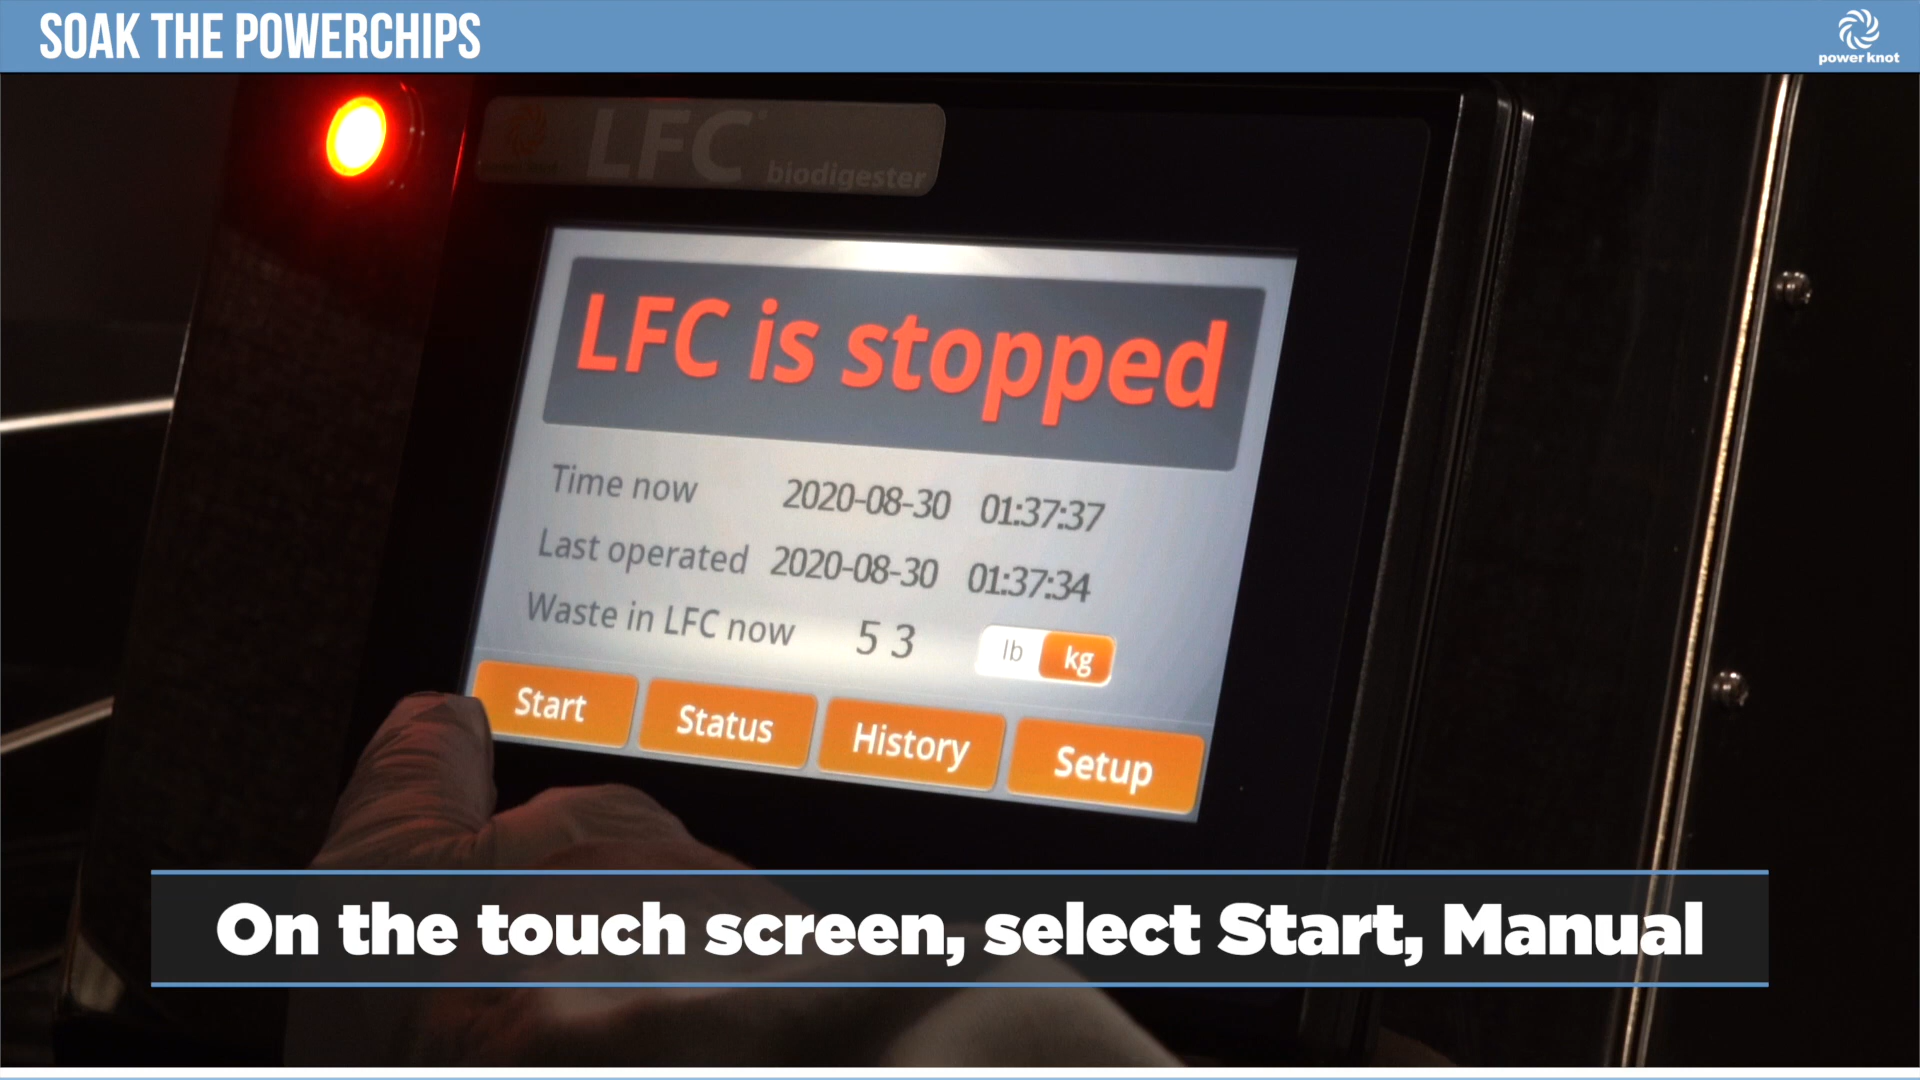 SOAK THE POWERCHIPS
power knot
LFC
biodigester
LFC is stopped
Time now 2020-08-30 01:37:37
Last operated 2020-08-30 01:37:34
Waste in LFC now 53 lb kg
Start Status History Setup
On the touch screen, select Start, Manual